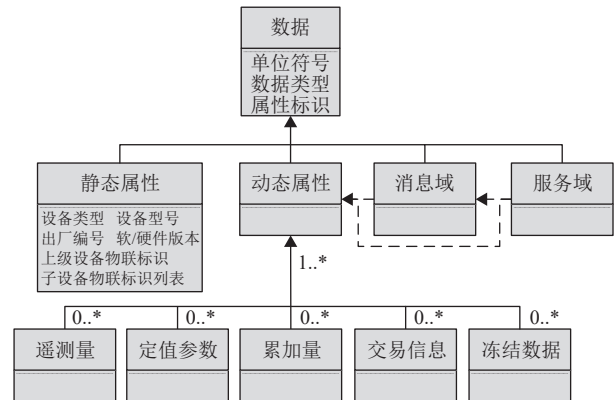 数据
单位符号
数据类型
属性标识
静态属性
动态属性
消息域
服务域
设备类型 设备型号
出厂编号 软/硬件版本
上级设备物联标识
子设备物联标识列表
1..*
0..*
0..*
0..*
0..*
0..*
遥测量
定值参数
累加量
交易信息
冻结数据